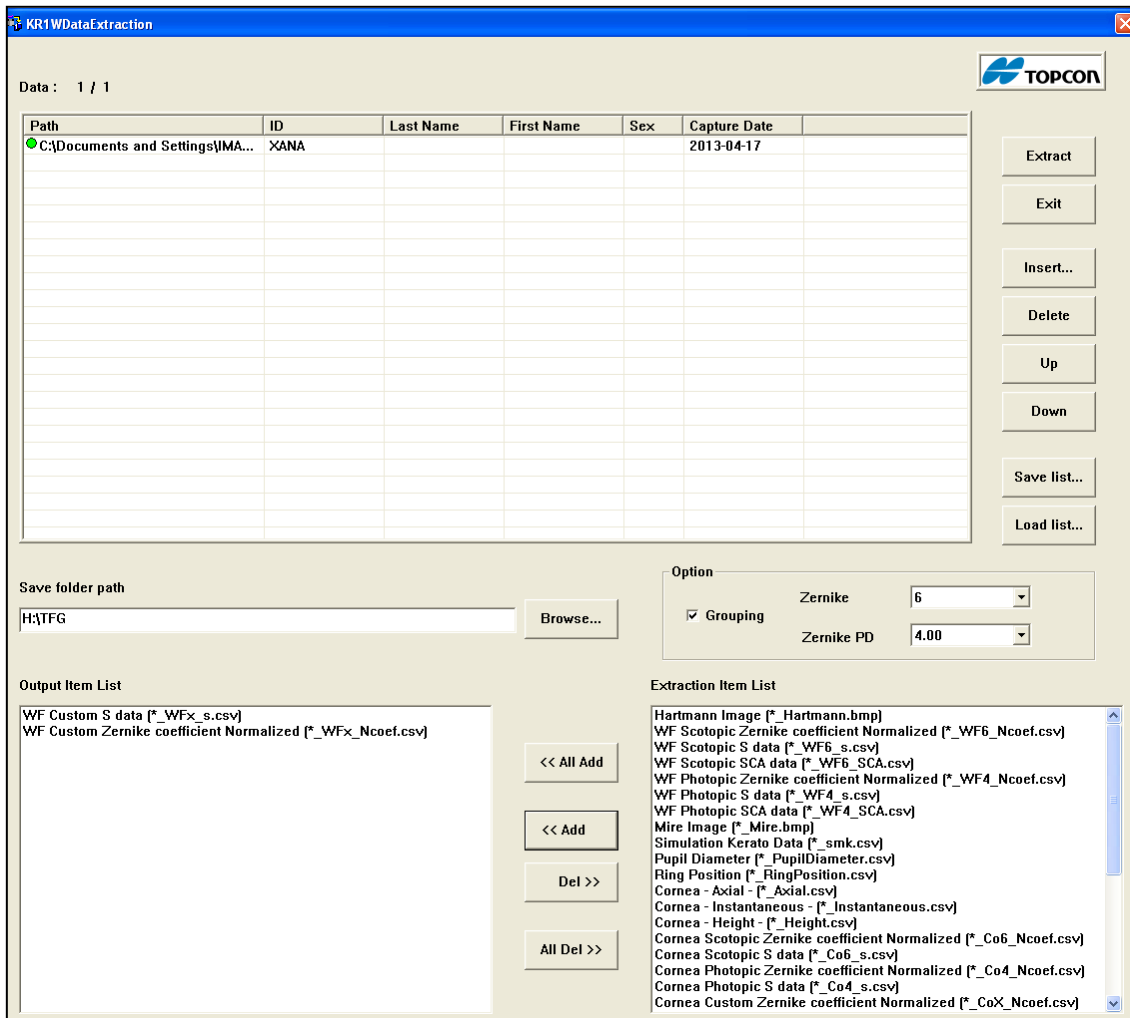 KR1WDataExtraction
TOPCON
Data : 1 / 1
Path ID Last Name First Name Sex Capture Date
C:\Documents and Settings\IMA... XANA 2013-04-17
Extract
Exit
Insert...
Delete
Up
Down
Save list...
Load list...
Save folder path
H:\TFG
Browse...
Option
Grouping
Zernike 6
Zernike PD 4.00
Output Item List
WF Custom S data (*_WFx_s.csv)
WF Custom Zernike coefficient Normalized (*_WFx_Ncoef.csv)
<< All Add
<< Add
Del >>
All Del >>
Extraction Item List
Hartmann Image (*_Hartmann.bmp)
WF Scotopic Zernike coefficient Normalized (*_WF6_Ncoef.csv)
WF Scotopic S data (*_WF6_s.csv)
WF Scotopic SCA data (*_WF6_SCA.csv)
WF Photopic Zernike coefficient Normalized (*_WF4_Ncoef.csv)
WF Photopic S data (*_WF4_s.csv)
WF Photopic SCA data (*_WF4_SCA.csv)
Mire Image (*_Mire.bmp)
Simulation Kerato Data (*_smk.csv)
Pupil Diameter (*_PupilDiameter.csv)
Ring Position (*_RingPosition.csv)
Cornea - Axial - (*_Axial.csv)
Cornea - Instantaneous - (*_Instantaneous.csv)
Cornea - Height - (*_Height.csv)
Cornea Scotopic Zernike coefficient Normalized (*_Co6_Ncoef.csv)
Cornea Scotopic S data (*_Co6_s.csv)
Cornea Photopic Zernike coefficient Normalized (*_Co4_Ncoef.csv)
Cornea Photopic S data (*_Co4_s.csv)
Cornea Custom Zernike coefficient Normalized (*_CoX_Ncoef.csv)